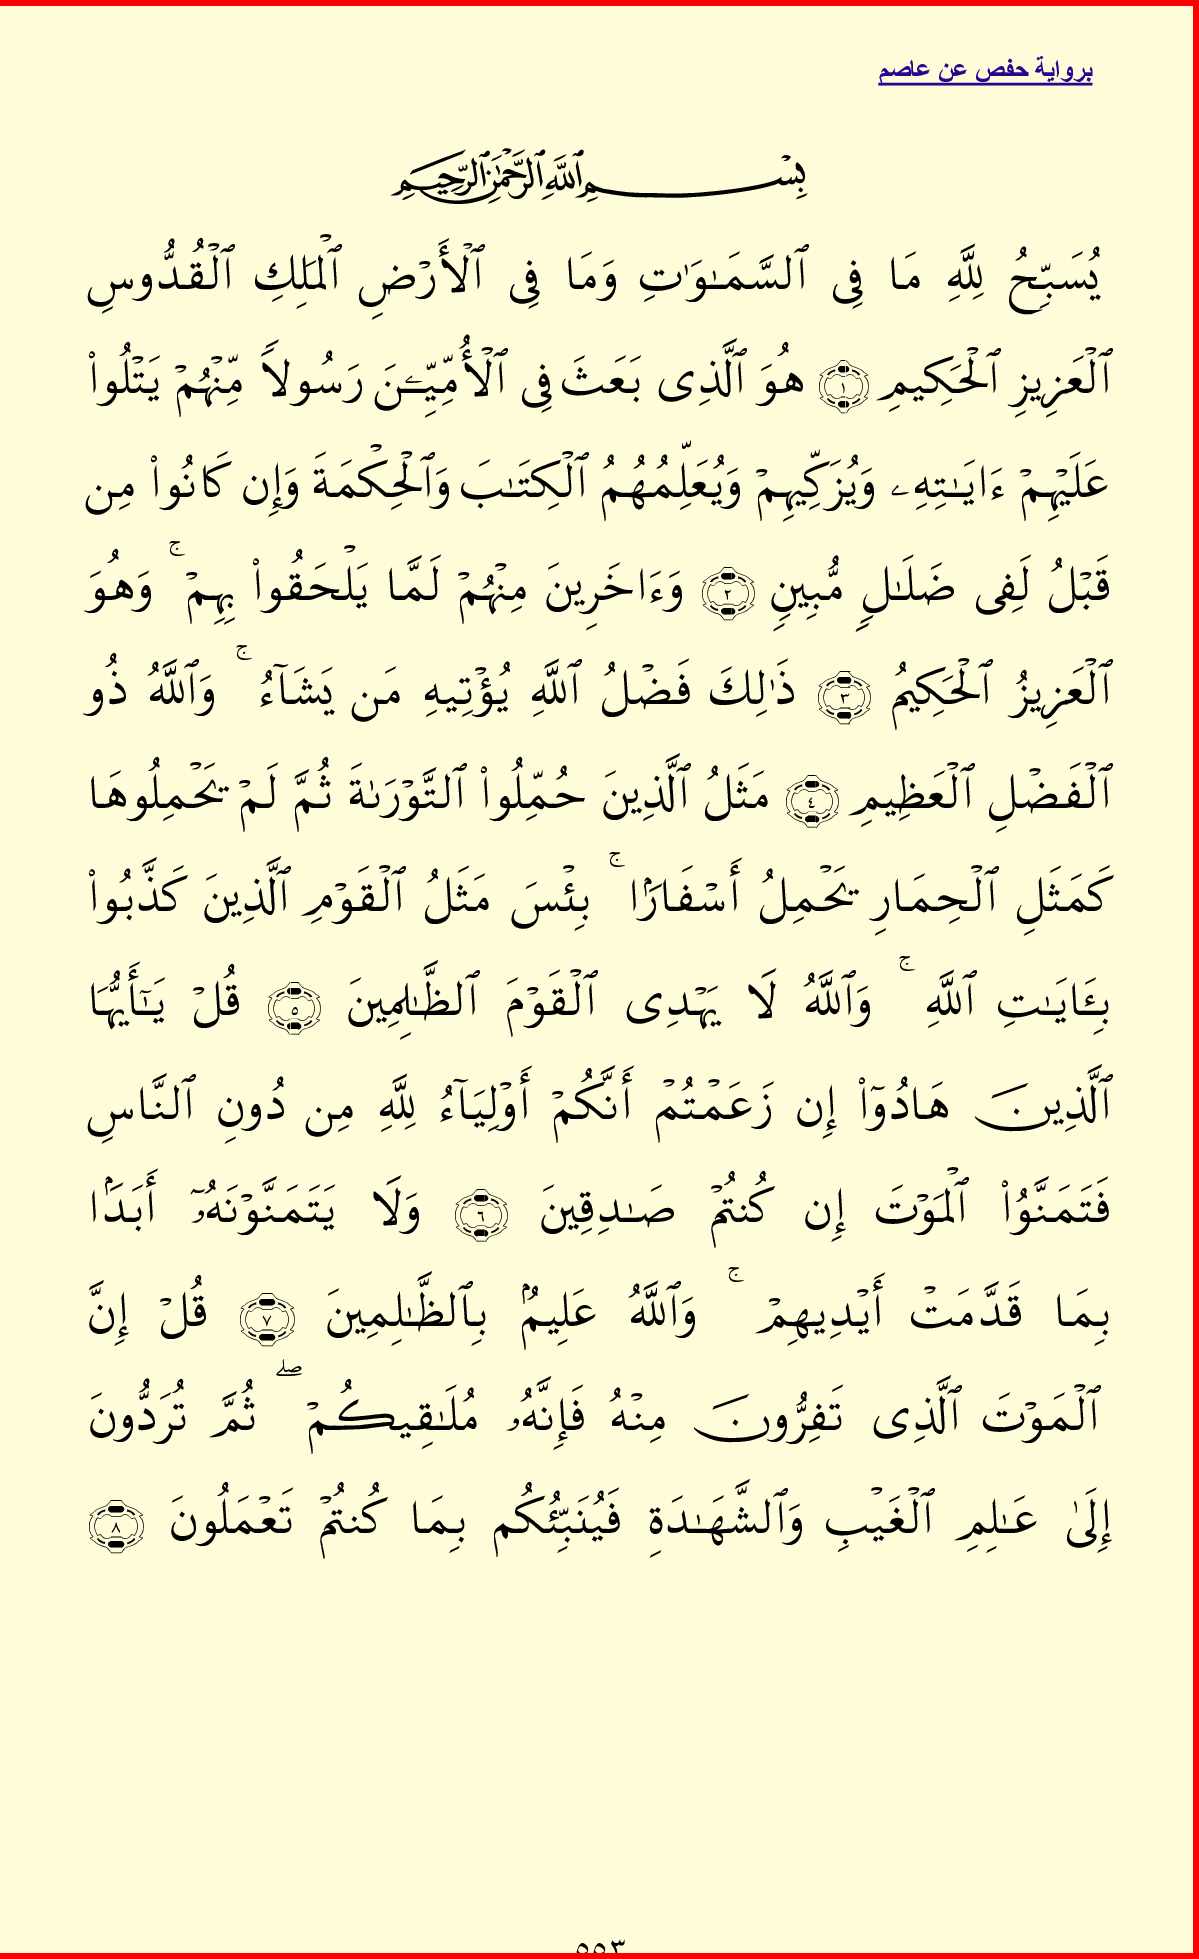 برواية حفص عن عاصم
بِسْمِ ٱللَّهِ ٱلرَّحْمَٰنِ ٱلرَّحِيمِ
يُسَبِّحُ لِلَّهِ مَا فِى ٱلسَّمَٰوَٰتِ وَمَا فِى ٱلْأَرْضِ ٱلْمَلِكِ ٱلْقُدُّوسِ
ٱلْعَزِيزِ ٱلْحَكِيمِ ١ هُوَ ٱلَّذِى بَعَثَ فِى ٱلْأُمِّيِّـۧنَ رَسُولًا مِّنْهُمْ يَتْلُوا۟
عَلَيْهِمْ ءَايَٰتِهِۦ وَيُزَكِّيهِمْ وَيُعَلِّمُهُمُ ٱلْكِتَٰبَ وَٱلْحِكْمَةَ وَإِن كَانُوا۟ مِن
قَبْلُ لَفِى ضَلَٰلٍ مُّبِينٍ ٢ وَءَاخَرِينَ مِنْهُمْ لَمَّا يَلْحَقُوا۟ بِهِمْ ۚ وَهُوَ
ٱلْعَزِيزُ ٱلْحَكِيمُ ٣ ذَٰلِكَ فَضْلُ ٱللَّهِ يُؤْتِيهِ مَن يَشَآءُ ۚ وَٱللَّهُ ذُو
ٱلْفَضْلِ ٱلْعَظِيمِ ٤ مَثَلُ ٱلَّذِينَ حُمِّلُوا۟ ٱلتَّوْرَىٰةَ ثُمَّ لَمْ يَحْمِلُوهَا
كَمَثَلِ ٱلْحِمَارِ يَحْمِلُ أَسْفَارًۢا ۚ بِئْسَ مَثَلُ ٱلْقَوْمِ ٱلَّذِينَ كَذَّبُوا۟
بِـَٔايَٰتِ ٱللَّهِ ۚ وَٱللَّهُ لَا يَهْدِى ٱلْقَوْمَ ٱلظَّٰلِمِينَ ٥ قُلْ يَٰٓأَيُّهَا
ٱلَّذِينَ هَادُوٓا۟ إِن زَعَمْتُمْ أَنَّكُمْ أَوْلِيَآءُ لِلَّهِ مِن دُونِ ٱلنَّاسِ
فَتَمَنَّوُا۟ ٱلْمَوْتَ إِن كُنتُمْ صَٰدِقِينَ ٦ وَلَا يَتَمَنَّوْنَهُۥٓ أَبَدًۢا
بِمَا قَدَّمَتْ أَيْدِيهِمْ ۚ وَٱللَّهُ عَلِيمٌۢ بِٱلظَّٰلِمِينَ ٧ قُلْ إِنَّ
ٱلْمَوْتَ ٱلَّذِى تَفِرُّونَ مِنْهُ فَإِنَّهُۥ مُلَٰقِيكُمْ ۖ ثُمَّ تُرَدُّونَ
إِلَىٰ عَٰلِمِ ٱلْغَيْبِ وَٱلشَّهَٰدَةِ فَيُنَبِّئُكُم بِمَا كُنتُمْ تَعْمَلُونَ ٨
٥٥٣